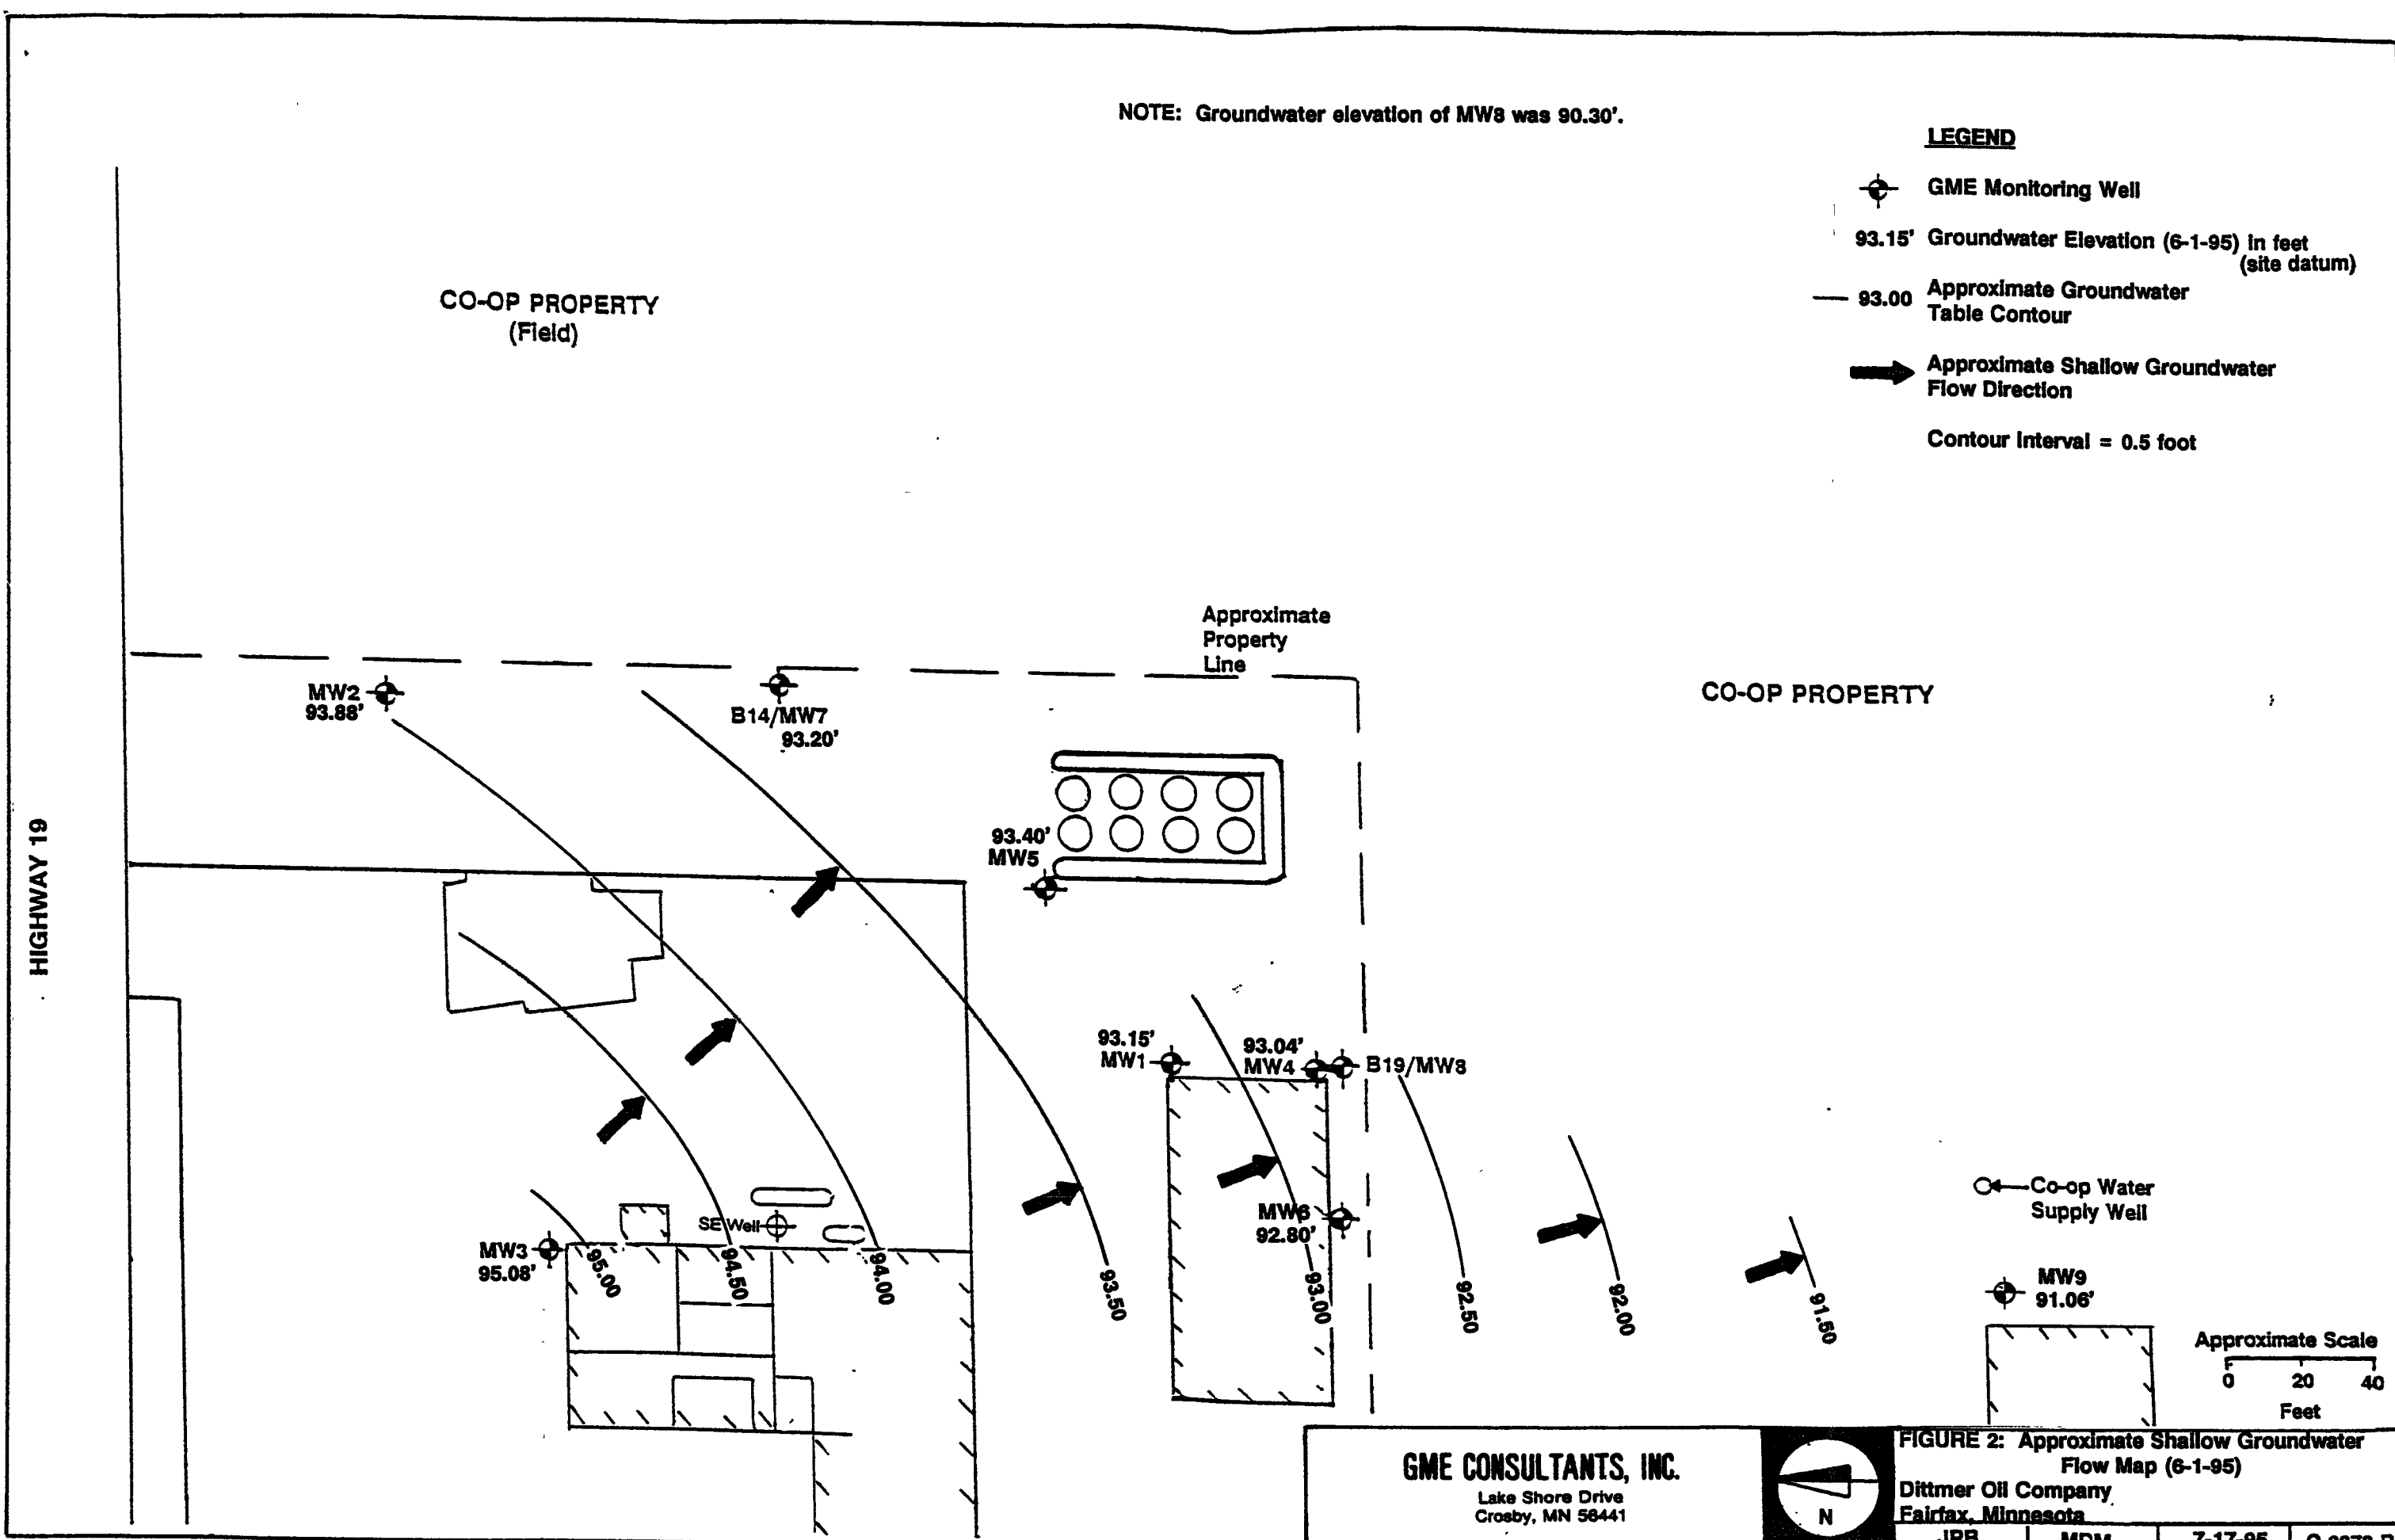 NOTE: Groundwater elevation of MW8 was 90.30'.
LEGEND
GME Monitoring Well
93.15' Groundwater Elevation (6-1-95) in feet
(site datum)
93.00 Approximate Groundwater
Table Contour
Approximate Shallow Groundwater
Flow Direction
Contour Interval = 0.5 foot
CO-OP PROPERTY
(Field)
Approximate
Property
Line
CO-OP PROPERTY
MW2
93.88'
B14/MW7
93.20'
93.40'
MW5
HIGHWAY 19
93.15'
MW1
93.04'
MW4
B19/MW8
Co-op Water
Supply Well
SE Well
MW6
92.80'
MW3
95.08'
95.00
94.50
94.00
93.50
93.00
92.50
92.00
91.50
MW9
91.06'
Approximate Scale
0 20 40
Feet
GME CONSULTANTS, INC.
Lake Shore Drive
Crosby, MN 56441
N
FIGURE 2: Approximate Shallow Groundwater
Flow Map (6-1-95)
Dittmer Oil Company
Fairfax, Minnesota
JPB MDM 7-17-95